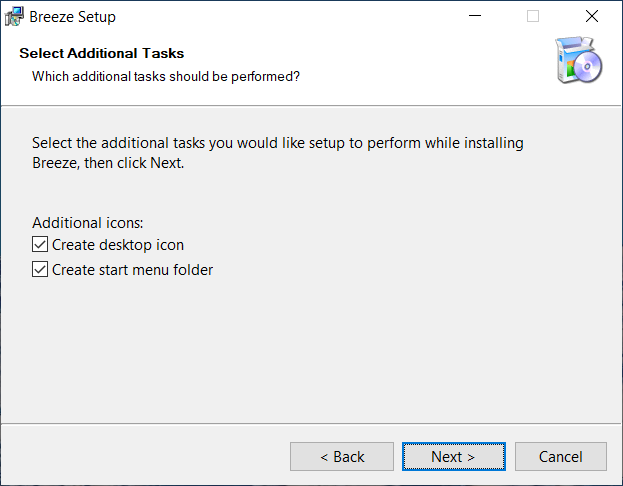 Breeze Setup
Select Additional Tasks
Which additional tasks should be performed?
Select the additional tasks you would like setup to perform while installing
Breeze, then click Next.
Additional icons:
Create desktop icon
Create start menu folder
< Back
Next >
Cancel